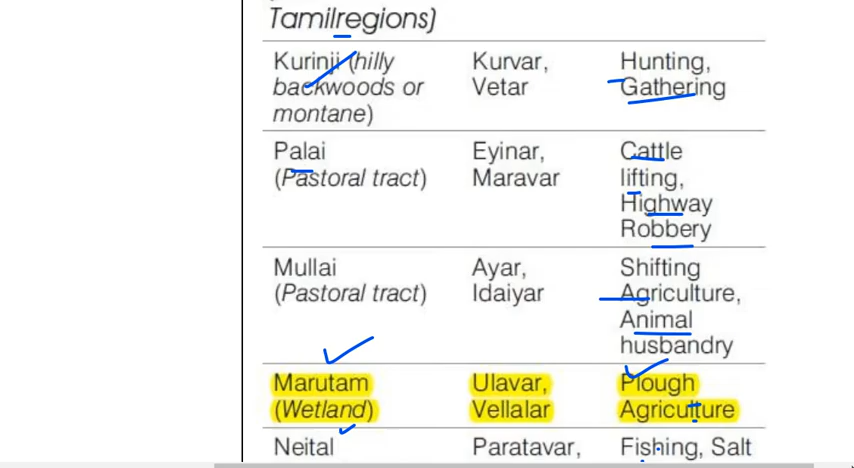 Tamilregions)
Kurinji (hilly Kurvar, Hunting,
backwoods or Vetar Gathering
montane)
Palai Eyinar, Cattle
(Pastoral tract) Maravar lifting,
Highway
Robbery
Mullai Ayar, Shifting
(Pastoral tract) Idaiyar Agriculture,
Animal
husbandry
Marutam Ulavar, Plough
(Wetland) Vellalar Agriculture
Neital Paratavar, Fishing, Salt